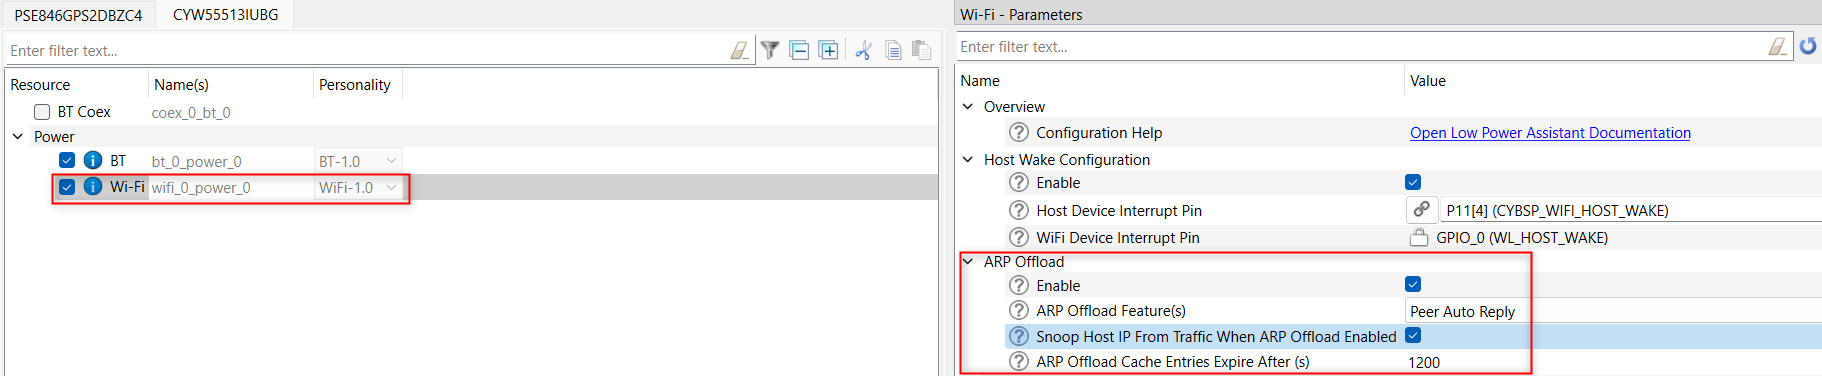 PSE846GPS2DBZC4 CYW55513IUBG
Enter filter text...
Resource Name(s) Personality
BT Coex coex_0_bt_0
Power
BT bt_0_power_0 BT-1.0
Wi-Fi wifi_0_power_0 WiFi-1.0
Wi-Fi - Parameters
Enter filter text...
Name Value
Overview
Configuration Help Open Low Power Assistant Documentation
Host Wake Configuration
Enable
Host Device Interrupt Pin P11[4] (CYBSP_WIFI_HOST_WAKE)
WiFi Device Interrupt Pin GPIO_0 (WL_HOST_WAKE)
ARP Offload
Enable
ARP Offload Feature(s) Peer Auto Reply
Snoop Host IP From Traffic When ARP Offload Enabled
ARP Offload Cache Entries Expire After (s) 1200